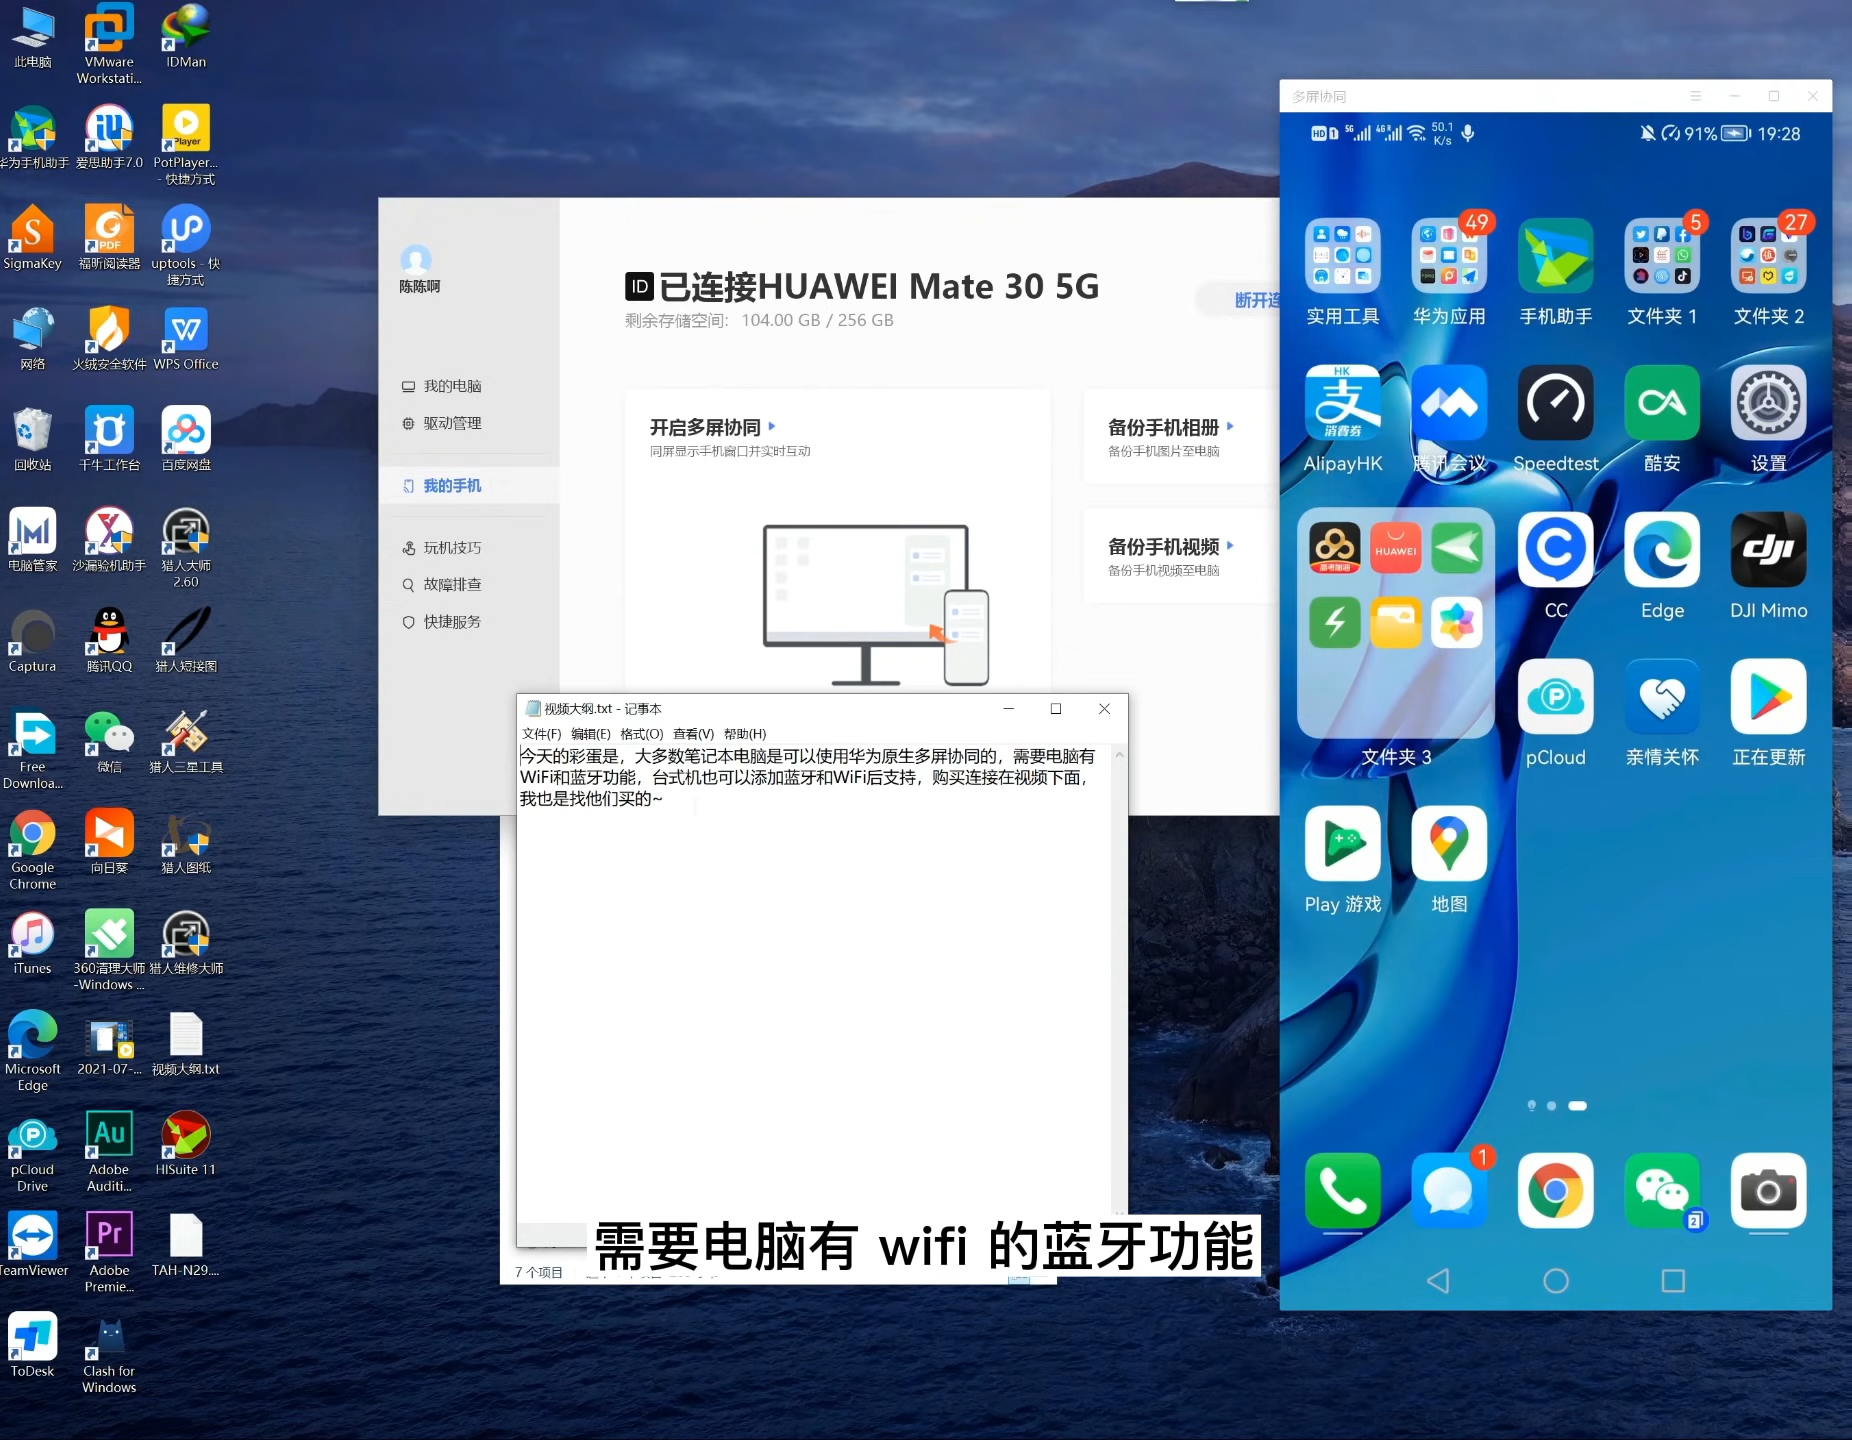 此电脑
VMware Workstati...
IDMan
华为手机助手
爱思助手7.0
PotPlayer... - 快捷方式
SigmaKey
福昕阅读器
uptools - 快捷方式
网络
火绒安全软件
WPS Office
回收站
千牛工作台
百度网盘
电脑管家
沙漏验机助手
猎人大师 2.60
Captura
腾讯QQ
猎人短接图
Free Downloa...
微信
猎人三星工具
Google Chrome
向日葵
猎人图纸
iTunes
360清理大师 -Windows ...
猎人维修大师
Microsoft Edge
2021-07-...
视频大纲.txt
pCloud Drive
Adobe Auditi...
HISuite 11
TeamViewer
Adobe Premie...
TAH-N29....
ToDesk
Clash for Windows
陈陈啊
我的电脑
驱动管理
我的手机
玩机技巧
故障排查
快捷服务
ID 已连接HUAWEI Mate 30 5G
剩余存储空间: 104.00 GB / 256 GB
断开连
开启多屏协同
同屏显示手机窗口并实时互动
备份手机相册
备份手机图片至电脑
备份手机视频
备份手机视频至电脑
视频大纲.txt - 记事本
文件(F) 编辑(E) 格式(O) 查看(V) 帮助(H)
今天的彩蛋是，大多数笔记本电脑是可以使用华为原生多屏协同的，需要电脑有
WiFi和蓝牙功能，台式机也可以添加蓝牙和WiFi后支持，购买连接在视频下面，
我也是找他们买的~
7 个项目
需要电脑有 wifi 的蓝牙功能
多屏协同
HD 1 5G 4G 50.1 K/s 91% 19:28
49 5 27
实用工具 华为应用 手机助手 文件夹 1 文件夹 2
HK 支 消費券
AlipayHK 腾讯会议 Speedtest 酷安 设置
HUAWEI
dji
CC Edge DJI Mimo
文件夹 3 pCloud 亲情关怀 正在更新
Play 游戏 地图
1